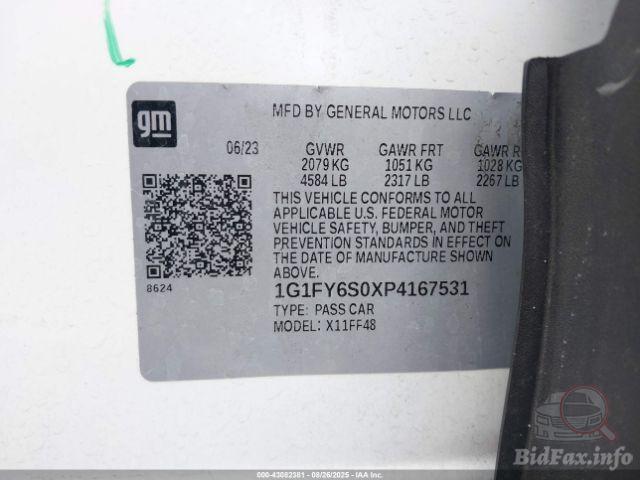 gm
MFD BY GENERAL MOTORS LLC
06/23 GVWR GAWR FRT GAWR R
2079 KG 1051 KG 1028 KG
4584 LB 2317 LB 2267 LB
THIS VEHICLE CONFORMS TO ALL
APPLICABLE U.S. FEDERAL MOTOR
VEHICLE SAFETY, BUMPER, AND THEFT
PREVENTION STANDARDS IN EFFECT ON
THE DATE OF MANUFACTURE SHOWN
ABOVE.
8624
1G1FY6S0XP4167531
TYPE: PASS CAR
MODEL: X11FF48
BidFax.info
000-43082381 - 08/26/2025 - IAA Inc.